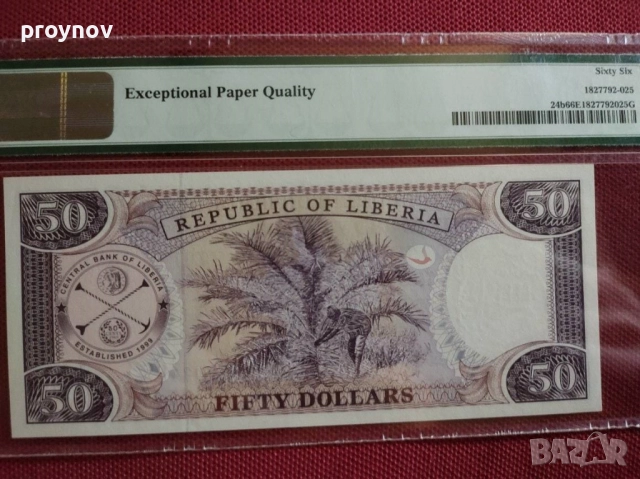 proynov
Exceptional Paper Quality
Sixty Six
1827792-025
24b66E1827792025G
50
50
REPUBLIC OF LIBERIA
CENTRAL BANK OF LIBERIA
ESTABLISHED 1999
50
FIFTY DOLLARS
50
BAZAR